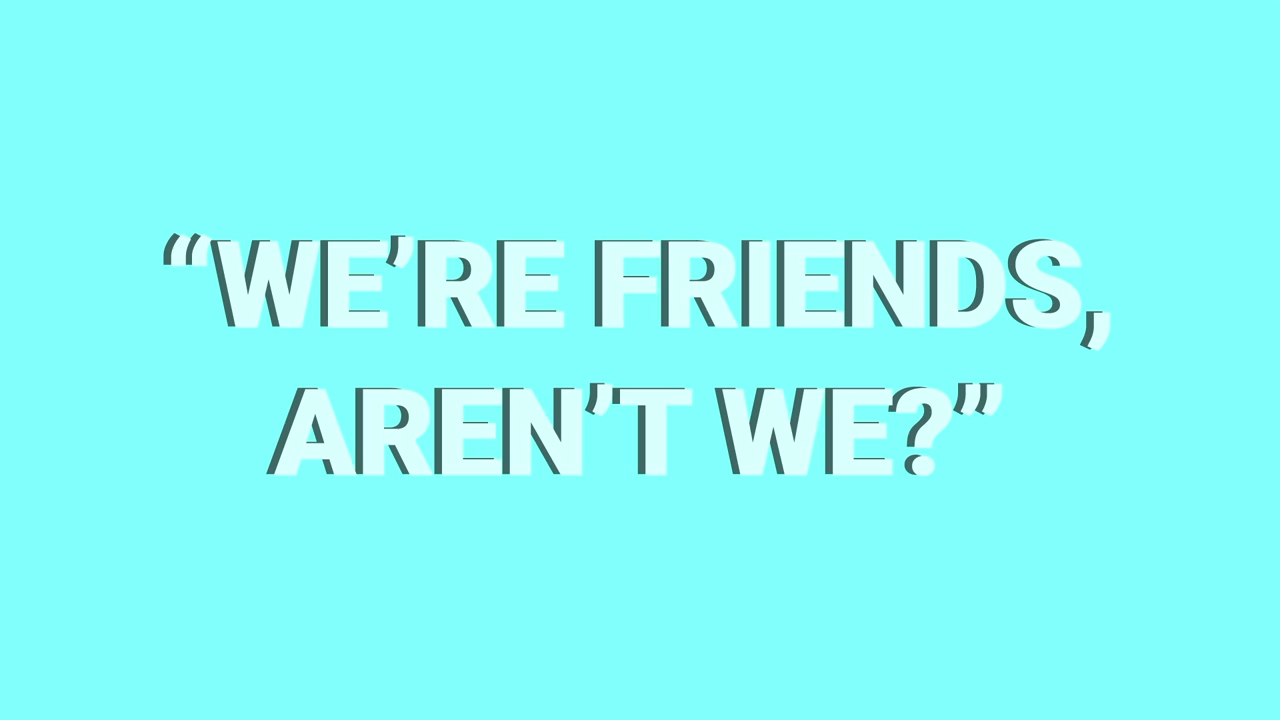 “WE’RE FRIENDS,
AREN’T WE?”